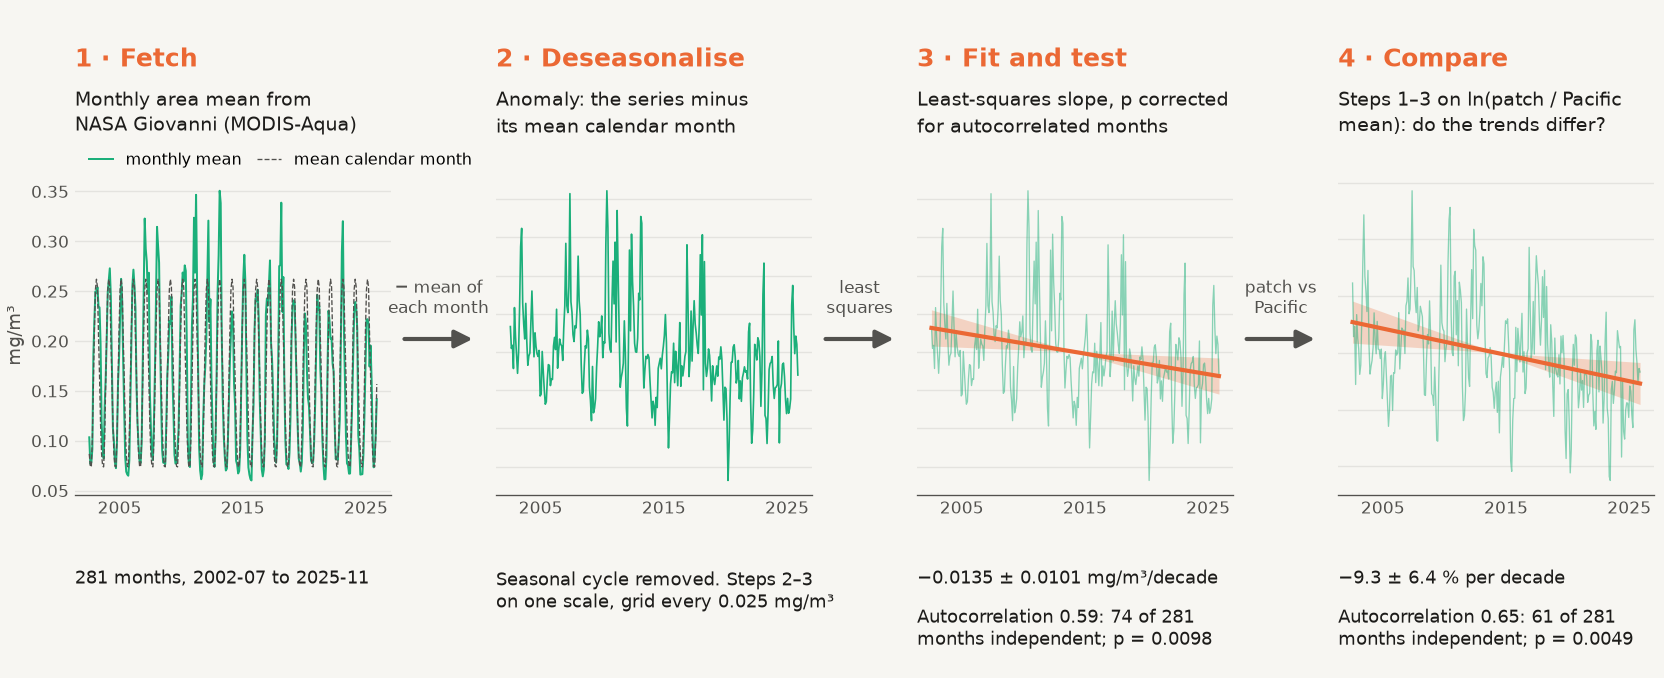 1 · Fetch
Monthly area mean from
NASA Giovanni (MODIS-Aqua)
monthly mean
mean calendar month
mg/m³
0.35
0.30
0.25
0.20
0.15
0.10
0.05
2005
2015
2025
281 months, 2002-07 to 2025-11
− mean of
each month
2 · Deseasonalise
Anomaly: the series minus
its mean calendar month
2005
2015
2025
Seasonal cycle removed. Steps 2–3
on one scale, grid every 0.025 mg/m³
least
squares
3 · Fit and test
Least-squares slope, p corrected
for autocorrelated months
2005
2015
2025
−0.0135 ± 0.0101 mg/m³/decade
Autocorrelation 0.59: 74 of 281
months independent; p = 0.0098
patch vs
Pacific
4 · Compare
Steps 1–3 on ln(patch / Pacific
mean): do the trends differ?
2005
2015
2025
−9.3 ± 6.4 % per decade
Autocorrelation 0.65: 61 of 281
months independent; p = 0.0049